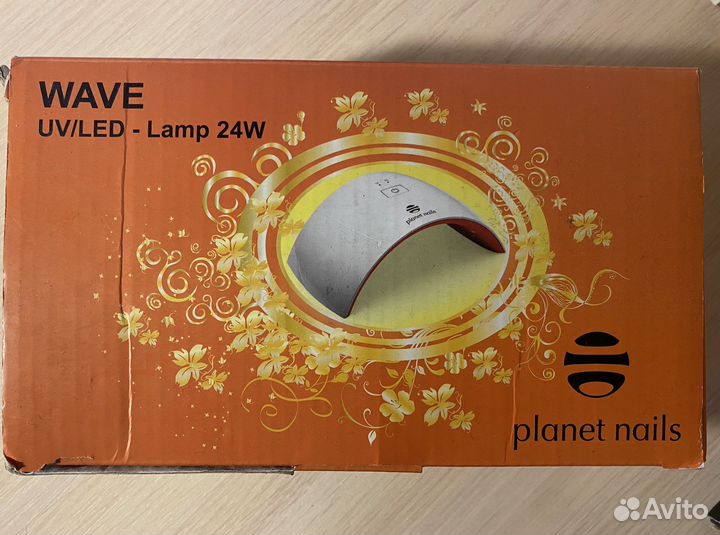 WAVE
UV/LED - Lamp 24W
planet nails
planet nails
Avito